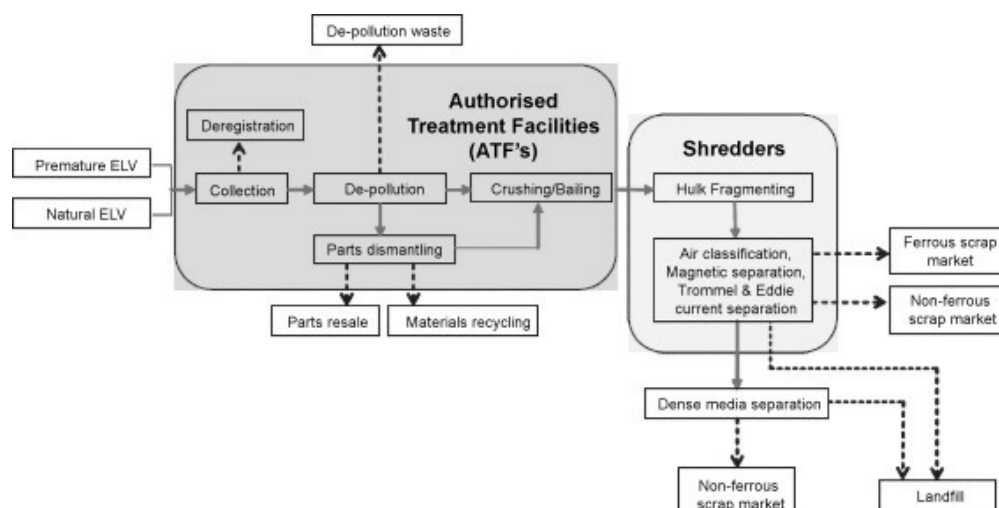 De-pollution waste
Authorised
Treatment Facilities
(ATF's)
Deregistration
Shredders
Premature ELV
Collection
De-pollution
Crushing/Bailing
Hulk Fragmenting
Natural ELV
Parts dismantling
Air classification,
Magnetic separation,
Trommel & Eddie
current separation
Ferrous scrap
market
Non-ferrous
scrap market
Parts resale
Materials recycling
Dense media separation
Non-ferrous
scrap market
Landfill